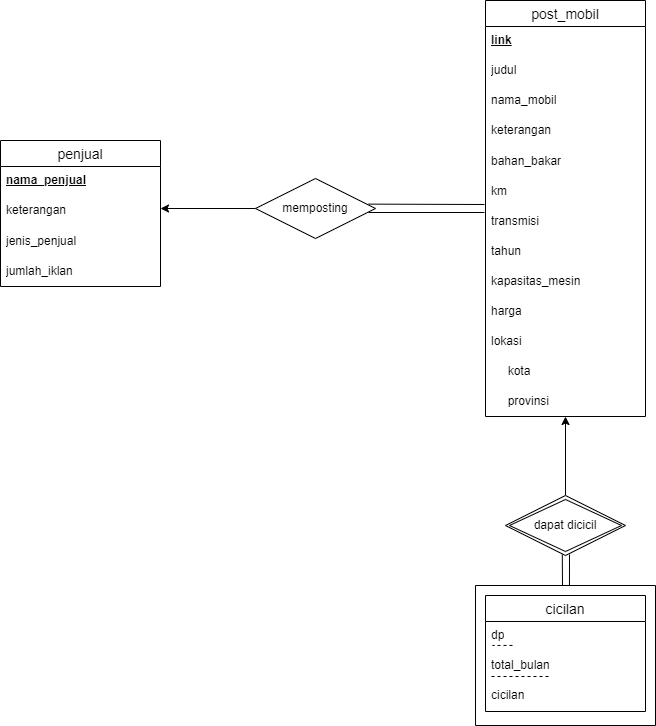 post_mobil
link
judul
nama_mobil
keterangan
bahan_bakar
km
transmisi
tahun
kapasitas_mesin
harga
lokasi
kota
provinsi
penjual
nama_penjual
keterangan
jenis_penjual
jumlah_iklan
memposting
dapat dicicil
cicilan
dp
total_bulan
cicilan